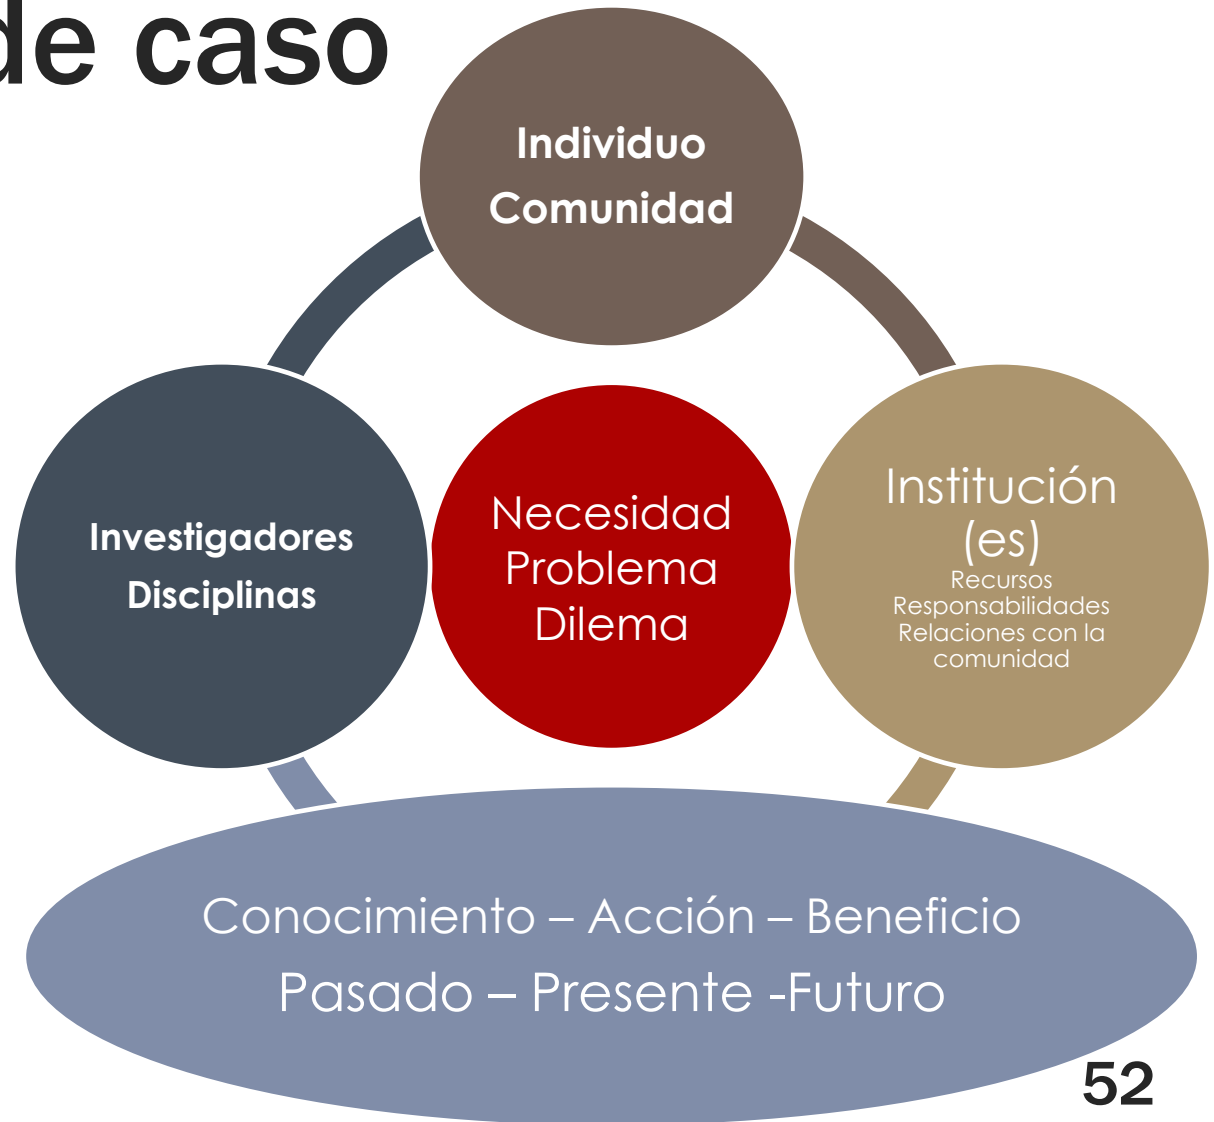 de caso
Individuo
Comunidad
Investigadores
Disciplinas
Necesidad
Problema
Dilema
Institución
(es)
Recursos
Responsabilidades
Relaciones con la
comunidad
Conocimiento – Acción – Beneficio
Pasado – Presente -Futuro
52